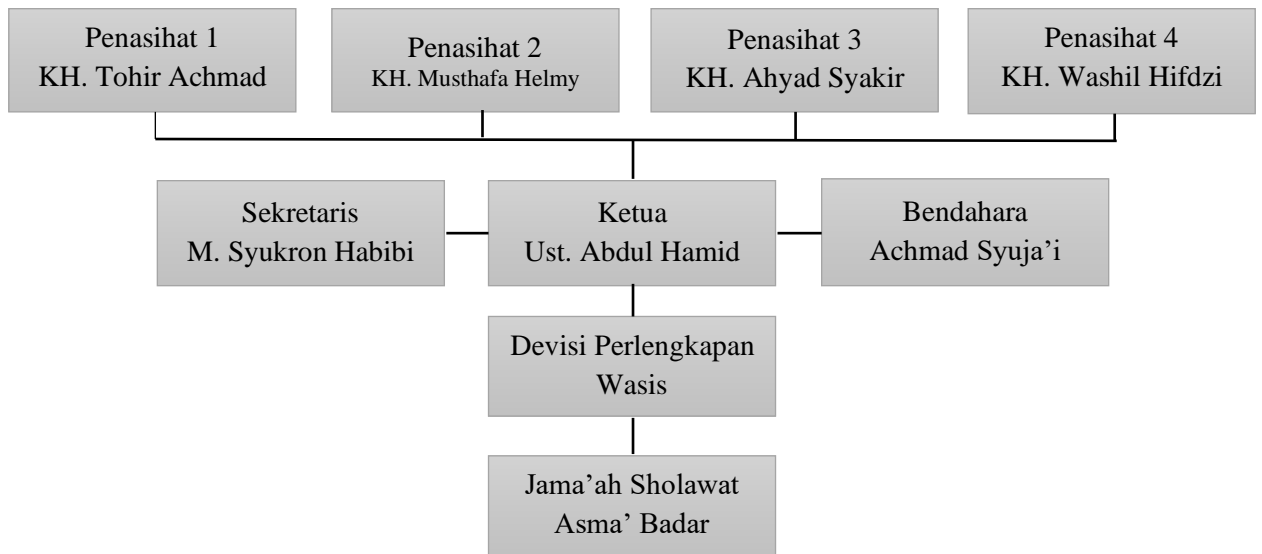 Penasihat 1
KH. Tohir Achmad
Penasihat 2
KH. Musthafa Helmy
Penasihat 3
KH. Ahyad Syakir
Penasihat 4
KH. Washil Hifdzi
Sekretaris
M. Syukron Habibi
Ketua
Ust. Abdul Hamid
Bendahara
Achmad Syuja’i
Devisi Perlengkapan
Wasis
Jama’ah Sholawat
Asma’ Badar